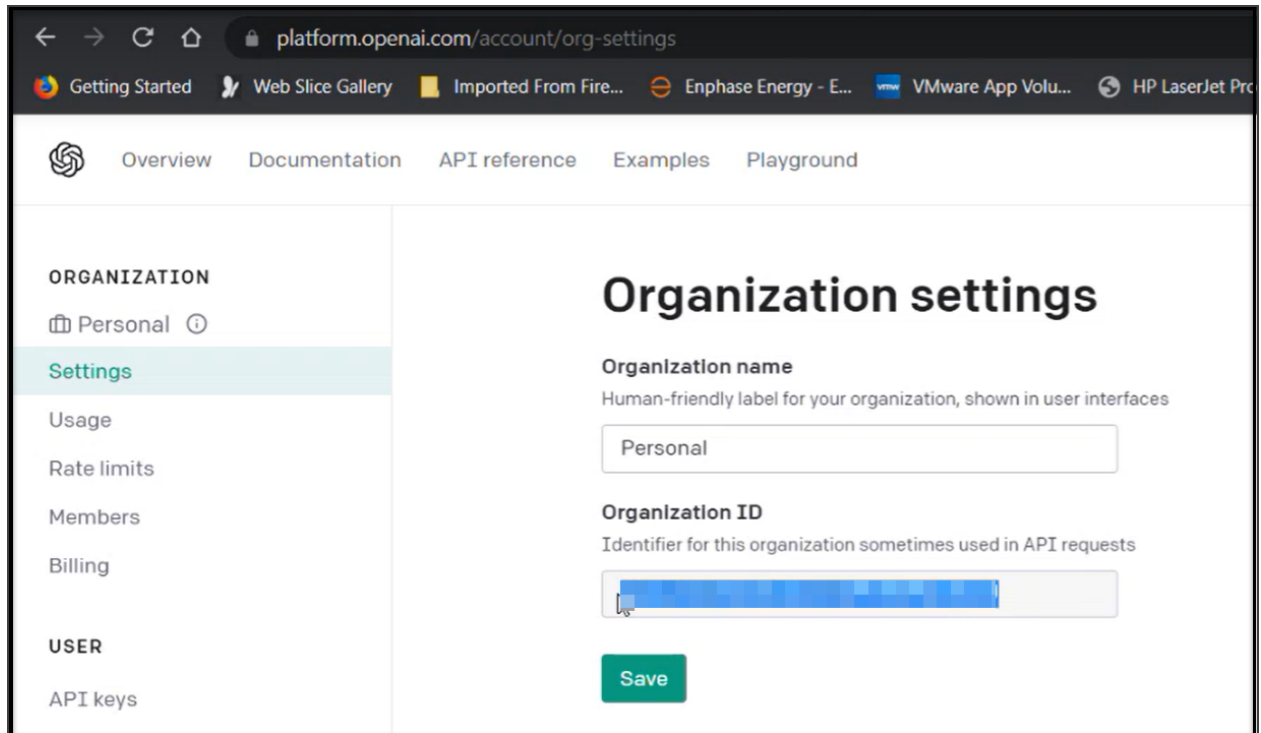 platform.openai.com/account/org-settings
Getting Started Web Slice Gallery Imported From Fire... Enphase Energy - E... vmw VMware App Volu... HP LaserJet Pro
Overview Documentation API reference Examples Playground
ORGANIZATION
Personal
Settings
Usage
Rate limits
Members
Billing
USER
API keys
Organization settings
Organization name
Human-friendly label for your organization, shown in user interfaces
Personal
Organization ID
Identifier for this organization sometimes used in API requests
Save